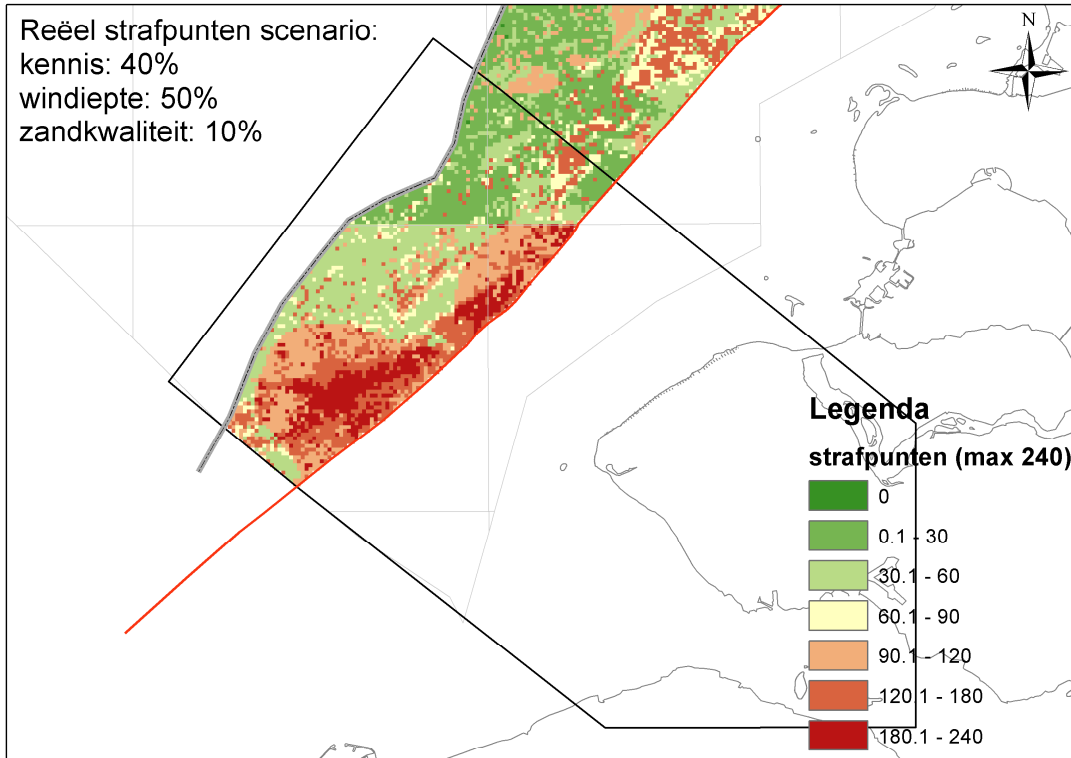 Reëel strafpunten scenario:
kennis: 40%
windiepte: 50%
zandkwaliteit: 10%
N
Legenda
strafpunten (max 240)
0
0.1 - 30
30.1 - 60
60.1 - 90
90.1 - 120
120.1 - 180
180.1 - 240